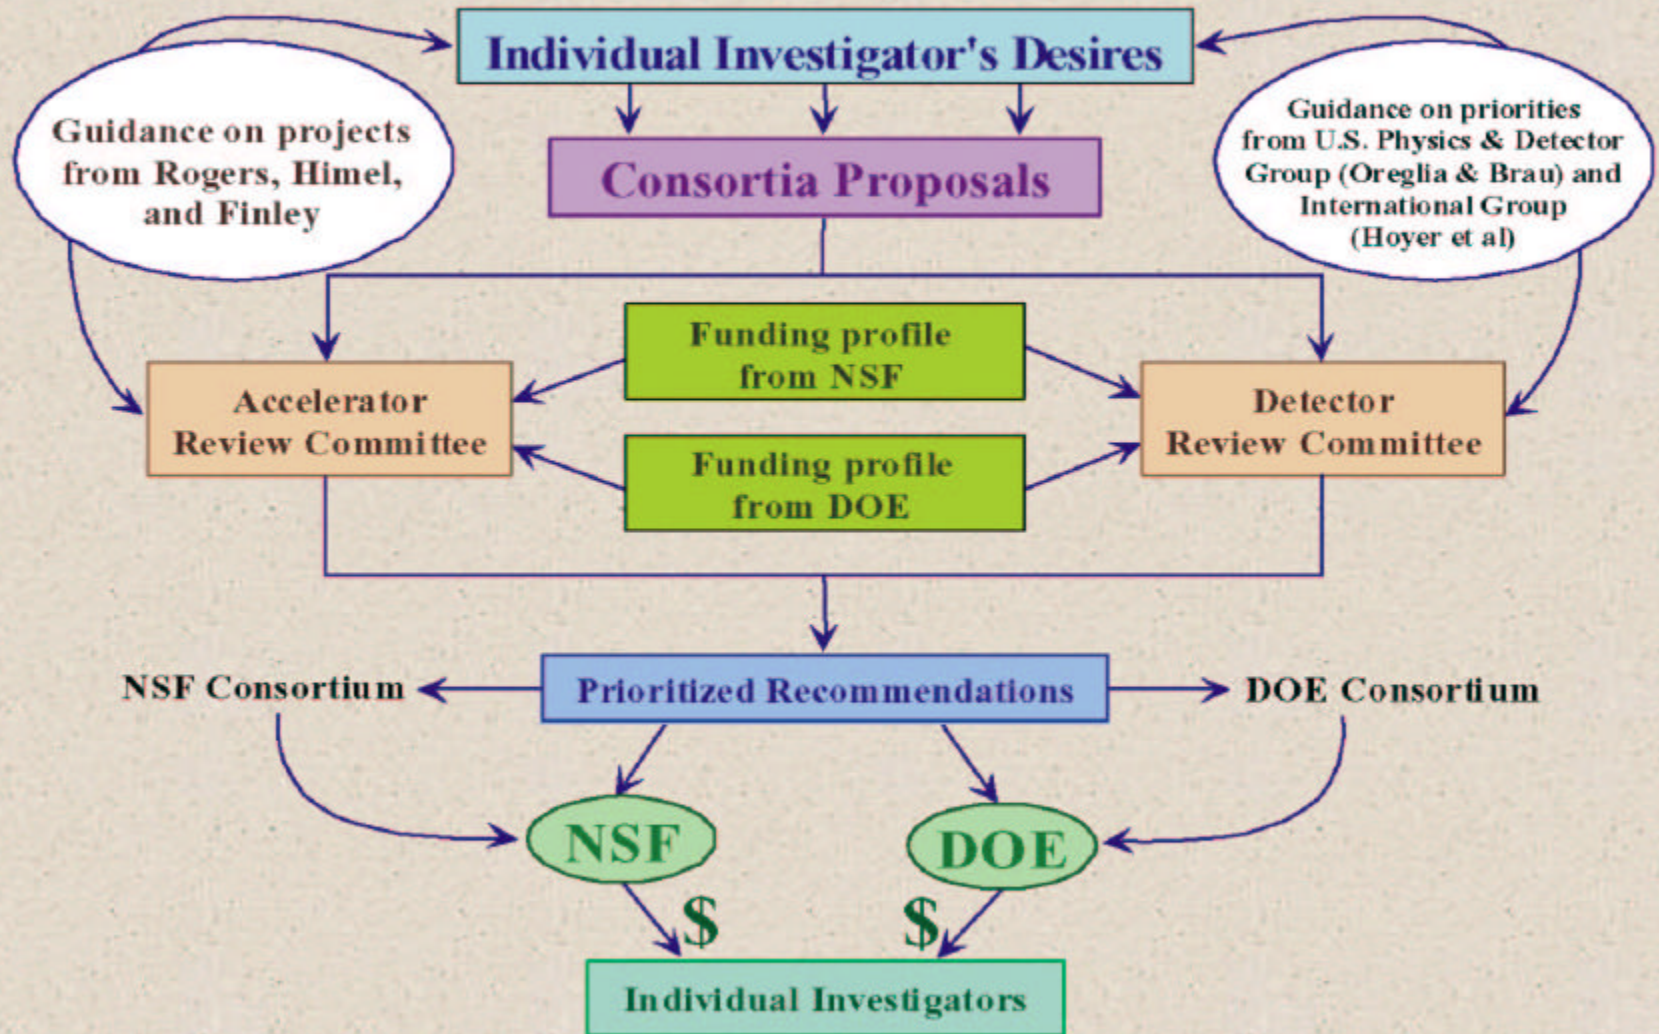 Individual Investigator's Desires
Guidance on projects
from Rogers, Himel,
and Finley
Guidance on priorities
from U.S. Physics & Detector
Group (Oreglia & Brau) and
International Group
(Hoyer et al)
Consortia Proposals
Funding profile
from NSF
Accelerator
Review Committee
Detector
Review Committee
Funding profile
from DOE
NSF Consortium
Prioritized Recommendations
DOE Consortium
NSF
DOE
$
$
Individual Investigators